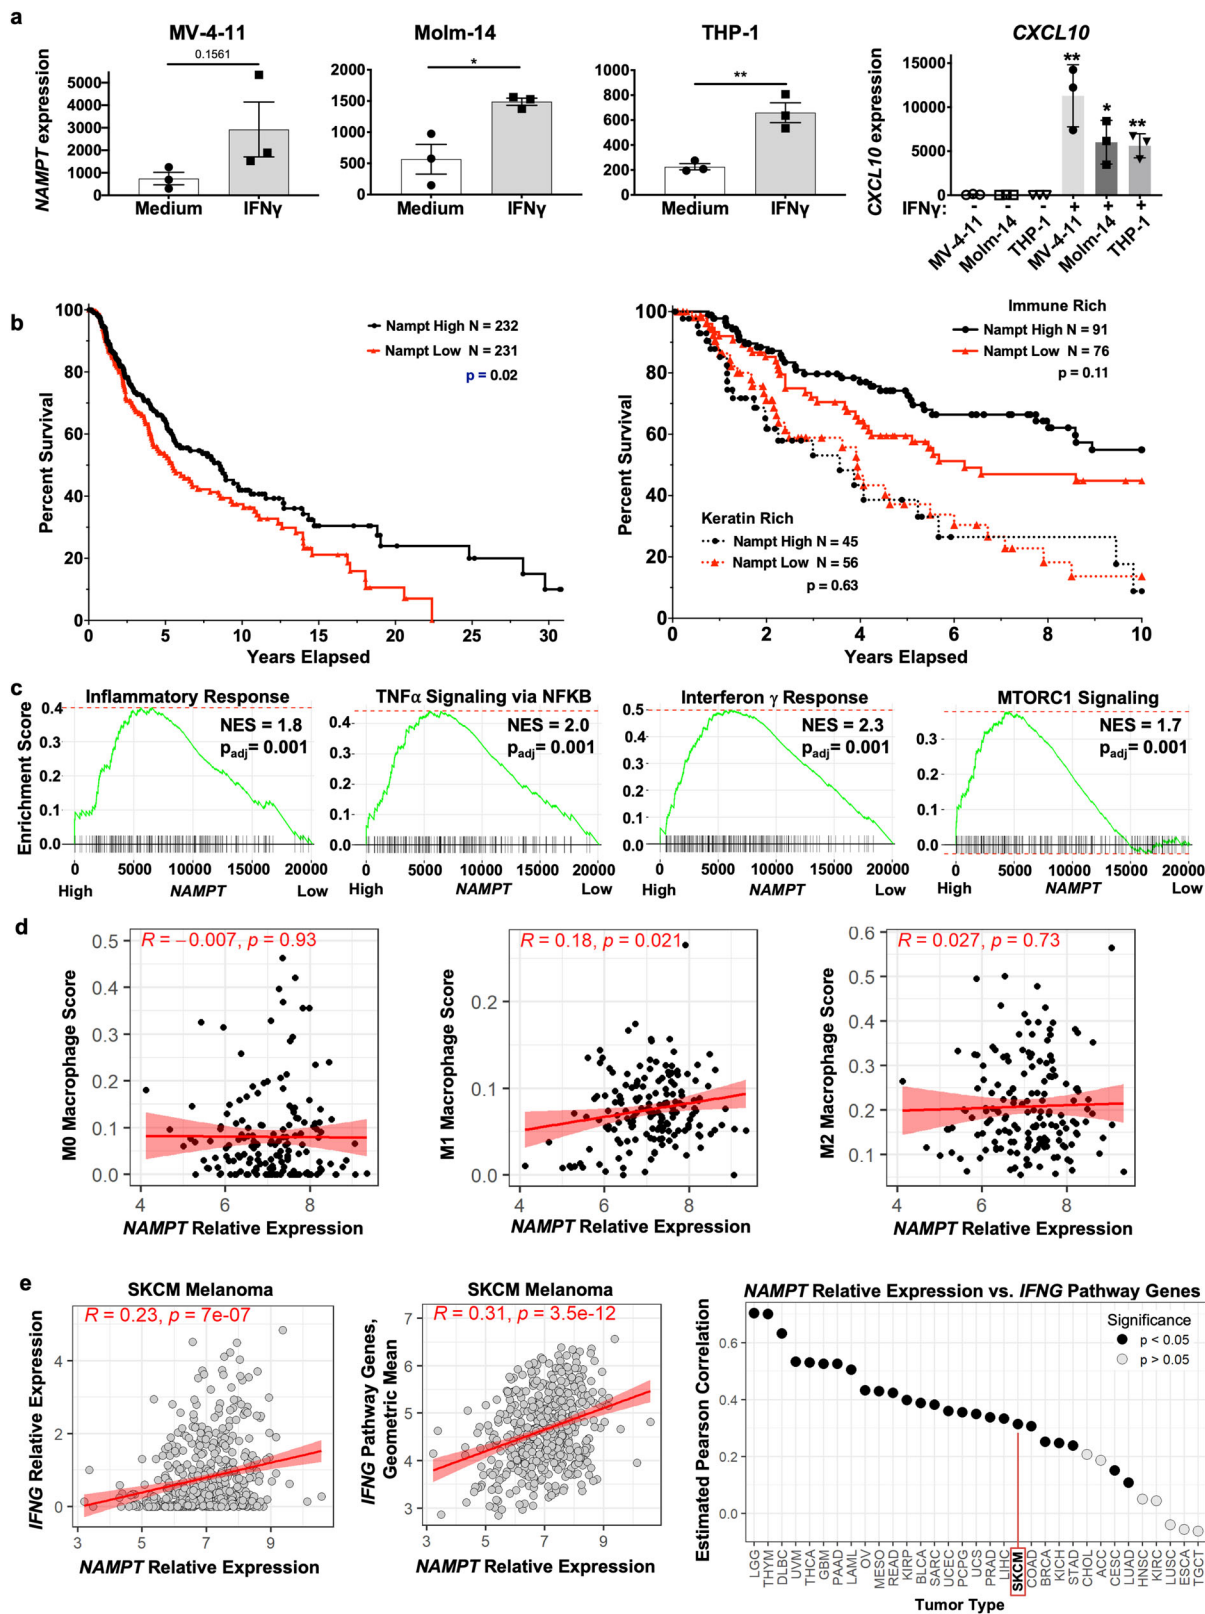 a
MV-4-11
Molm-14
THP-1
CXCL10
NAMPT expression
0.1561
5000
4000
3000
2000
1000
0
Medium
IFNγ
*
2000
1500
1000
500
0
Medium
IFNγ
**
1000
800
600
400
200
0
Medium
IFNγ
CXCL10 expression
15000
10000
5000
0
**
*
**
IFNγ: - - - + + +
MV-4-11
Molm-14
THP-1
MV-4-11
Molm-14
THP-1
b
Percent Survival
100
80
60
40
20
0
0 5 10 15 20 25 30
Years Elapsed
Nampt High N = 232
Nampt Low N = 231
p = 0.02
Percent Survival
100
80
60
40
20
0
0 2 4 6 8 10
Years Elapsed
Immune Rich
Nampt High N = 91
Nampt Low N = 76
p = 0.11
Keratin Rich
Nampt High N = 45
Nampt Low N = 56
p = 0.63
c
Enrichment Score
Inflammatory Response
NES = 1.8
padj= 0.001
0.4
0.3
0.2
0.1
0.0
0 5000 10000 15000 20000
High NAMPT Low
TNFα Signaling via NFKB
NES = 2.0
padj= 0.001
0.4
0.3
0.2
0.1
0.0
0 5000 10000 15000 20000
High NAMPT Low
Interferon γ Response
NES = 2.3
padj= 0.001
0.5
0.4
0.3
0.2
0.1
0.0
0 5000 10000 15000 20000
High NAMPT Low
MTORC1 Signaling
NES = 1.7
padj= 0.001
0.3
0.2
0.1
0.0
0 5000 10000 15000 20000
High NAMPT Low
d
R = −0.007, p = 0.93
M0 Macrophage Score
0.5
0.4
0.3
0.2
0.1
0.0
4 6 8
NAMPT Relative Expression
R = 0.18, p = 0.021
M1 Macrophage Score
0.2
0.1
0.0
4 6 8
NAMPT Relative Expression
R = 0.027, p = 0.73
M2 Macrophage Score
0.6
0.5
0.4
0.3
0.2
0.1
4 6 8
NAMPT Relative Expression
e
SKCM Melanoma
R = 0.23, p = 7e-07
IFNG Relative Expression
4
2
0
3 5 7 9
NAMPT Relative Expression
SKCM Melanoma
R = 0.31, p = 3.5e-12
IFNG Pathway Genes,
Geometric Mean
7
6
5
4
3
3 5 7 9
NAMPT Relative Expression
NAMPT Relative Expression vs. IFNG Pathway Genes
Significance
p < 0.05
p > 0.05
Estimated Pearson Correlation
0.6
0.4
0.2
0.0
LGG
THYM
DLBC
UVM
THCA
GBM
PAAD
LAML
OV
MESO
READ
KIRP
BLCA
SARC
UCEC
PCPG
UCS
PRAD
LIHC
SKCM
COAD
BRCA
KICH
STAD
CHOL
ACC
CESC
LUAD
HNSC
KIRC
LUSC
ESCA
TGCT
Tumor Type